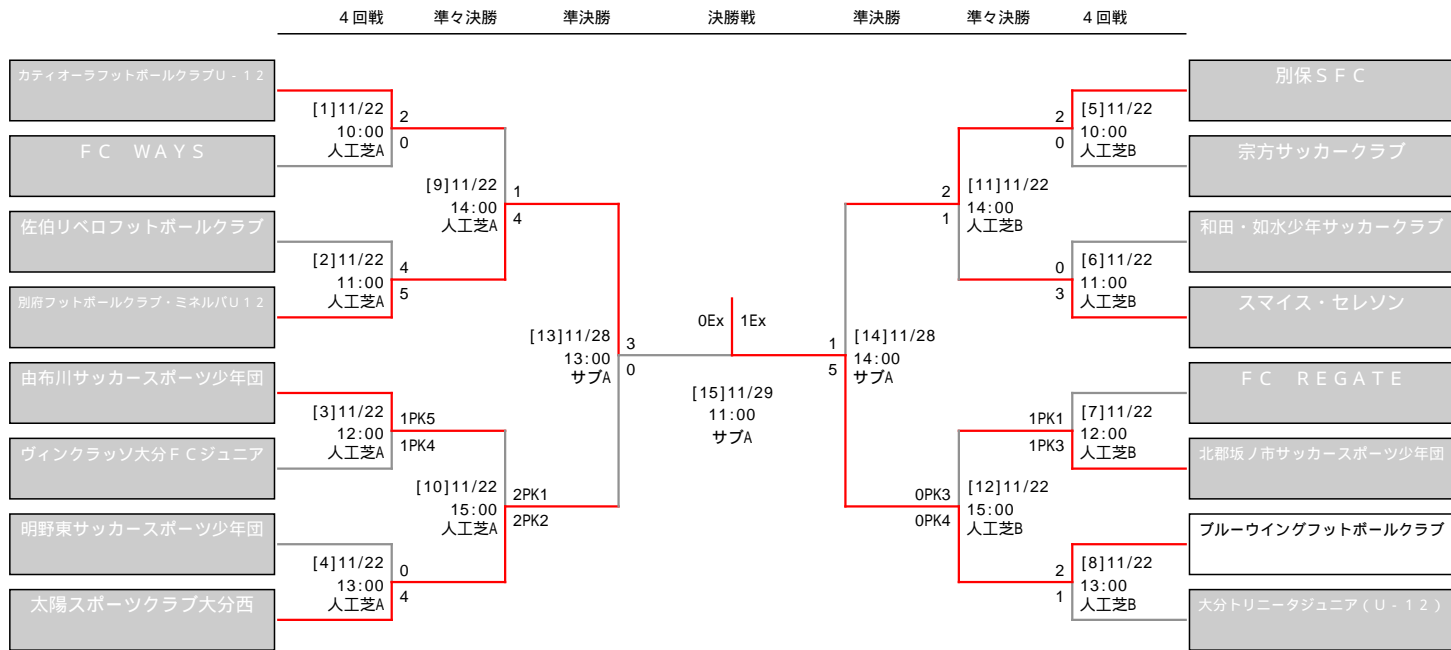 4回戦 準々決勝 準決勝 決勝戦 準決勝 準々決勝 4回戦
カティオーラフットボールクラブU-12
[1]11/22
10:00
人工芝A
2
0
FC WAYS
[9]11/22
14:00
人工芝A
1
4
佐伯リベロフットボールクラブ
[2]11/22
11:00
人工芝A
4
5
別府フットボールクラブ・ミネルバU12
[13]11/28
13:00
サブA
3
0
由布川サッカースポーツ少年団
[3]11/22
12:00
人工芝A
1PK5
1PK4
ヴィンクラッソ大分FCジュニア
[10]11/22
15:00
人工芝A
2PK1
2PK2
明野東サッカースポーツ少年団
[4]11/22
13:00
人工芝A
0
4
太陽スポーツクラブ大分西
0Ex 1Ex
[15]11/29
11:00
サブA
別保SFC
2
0
[5]11/22
10:00
人工芝B
宗方サッカークラブ
2
1
[11]11/22
14:00
人工芝B
和田・如水少年サッカークラブ
0
3
[6]11/22
11:00
人工芝B
スマイス・セレソン
1
5
[14]11/28
14:00
サブA
FC REGATE
1PK1
1PK3
[7]11/22
12:00
人工芝B
北郡坂ノ市サッカースポーツ少年団
0PK3
0PK4
[12]11/22
15:00
人工芝B
ブルーウイングフットボールクラブ
2
1
[8]11/22
13:00
人工芝B
大分トリニータジュニア(U-12)